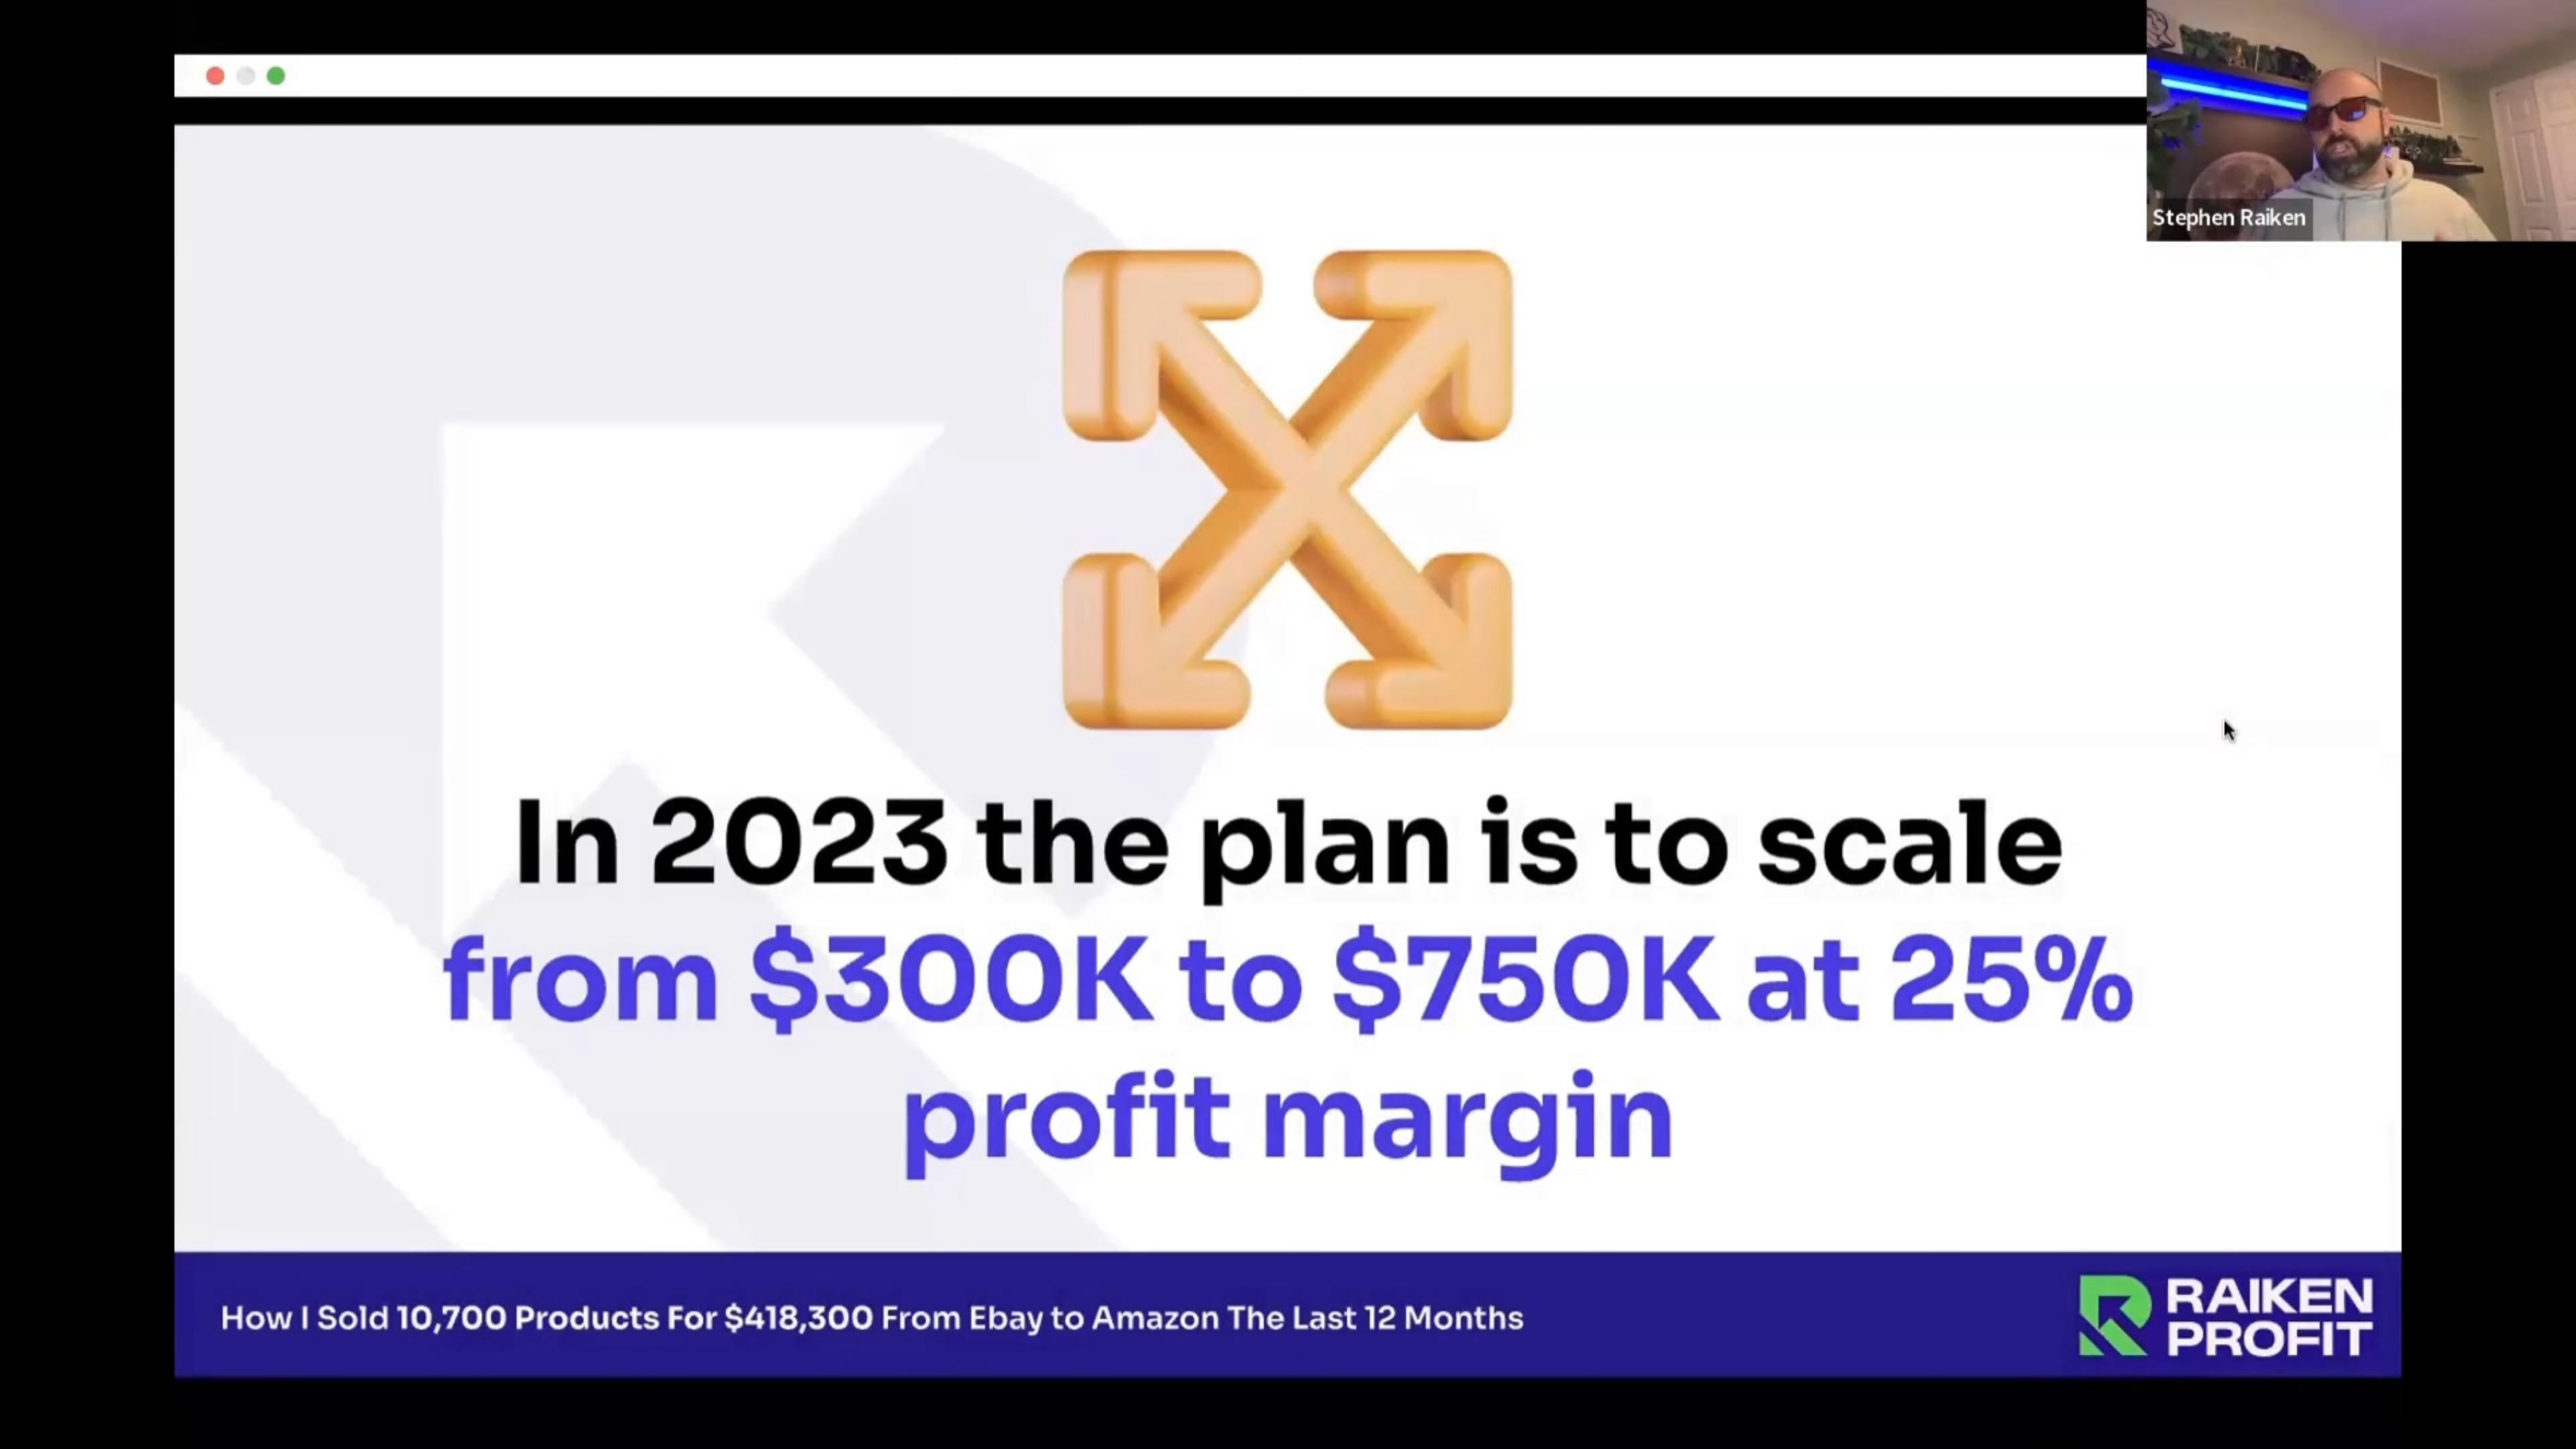 Stephen Raiken
In 2023 the plan is to scale
from $300K to $750K at 25%
profit margin
How I Sold 10,700 Products For $418,300 From Ebay to Amazon The Last 12 Months
RAIKEN
PROFIT